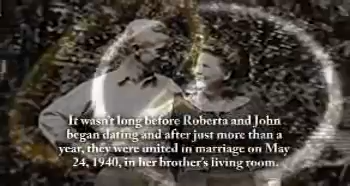 It wasn't long before Roberta and John
began dating and after just more than a
year, they were united in marriage on May
24, 1940, in her brother's living room.